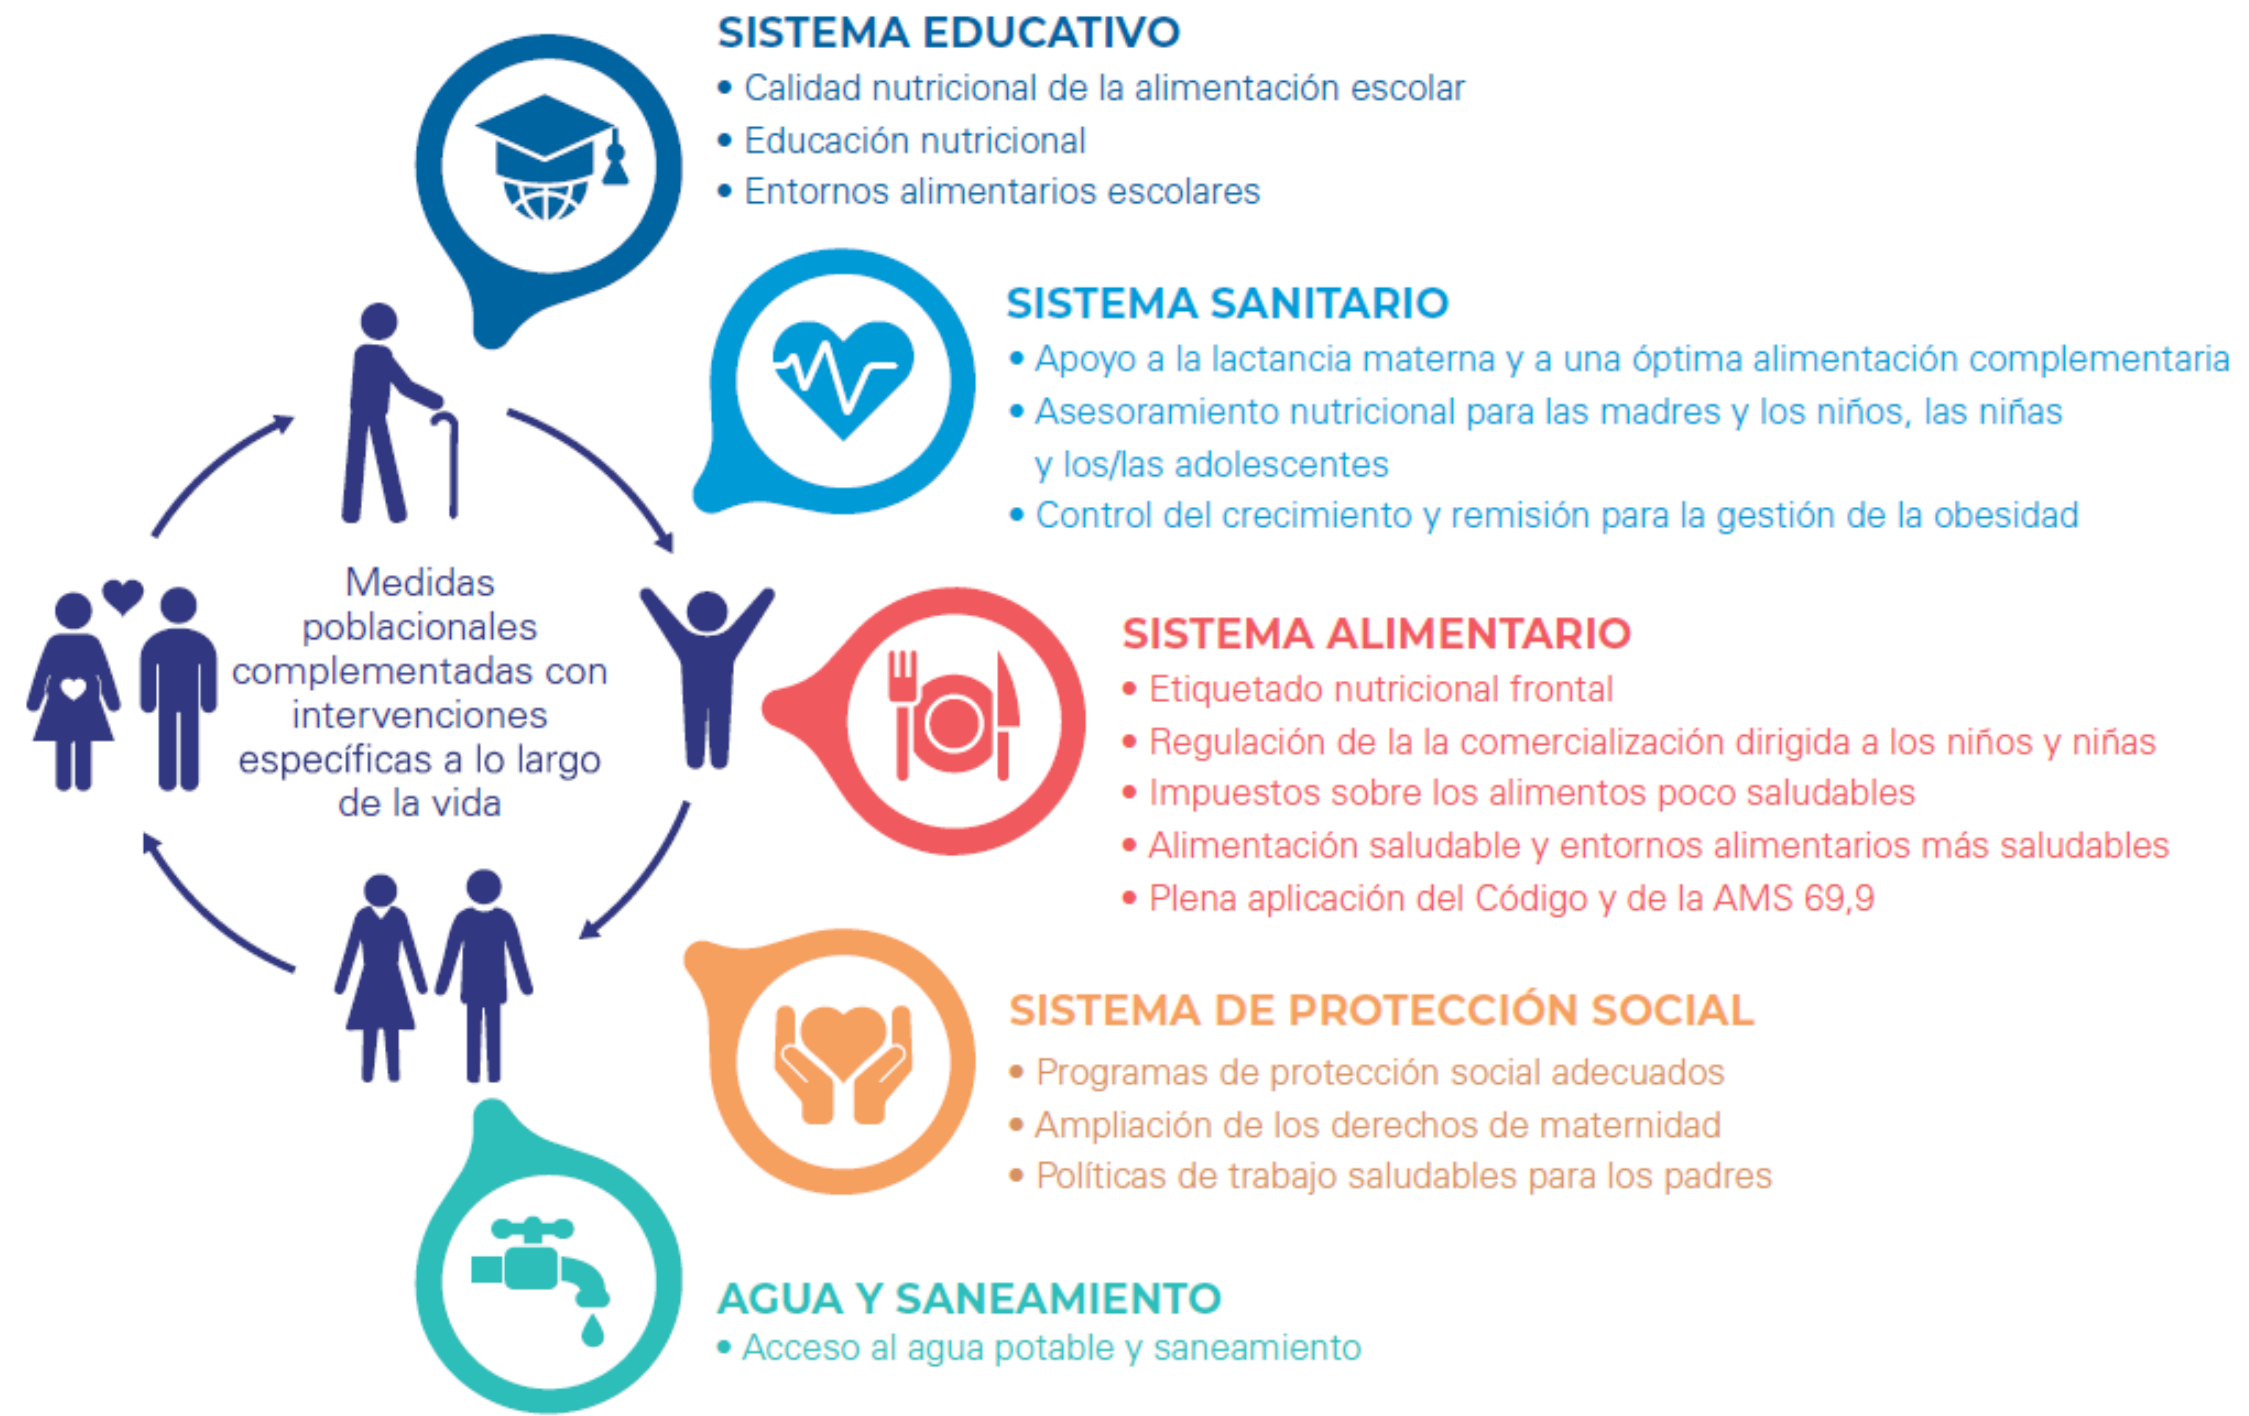 SISTEMA EDUCATIVO
• Calidad nutricional de la alimentación escolar
• Educación nutricional
• Entornos alimentarios escolares
SISTEMA SANITARIO
• Apoyo a la lactancia materna y a una óptima alimentación complementaria
• Asesoramiento nutricional para las madres y los niños, las niñas
y los/las adolescentes
• Control del crecimiento y remisión para la gestión de la obesidad
Medidas
poblacionales
complementadas con
intervenciones
específicas a lo largo
de la vida
SISTEMA ALIMENTARIO
• Etiquetado nutricional frontal
• Regulación de la la comercialización dirigida a los niños y niñas
• Impuestos sobre los alimentos poco saludables
• Alimentación saludable y entornos alimentarios más saludables
• Plena aplicación del Código y de la AMS 69,9
SISTEMA DE PROTECCIÓN SOCIAL
• Programas de protección social adecuados
• Ampliación de los derechos de maternidad
• Políticas de trabajo saludables para los padres
AGUA Y SANEAMIENTO
• Acceso al agua potable y saneamiento